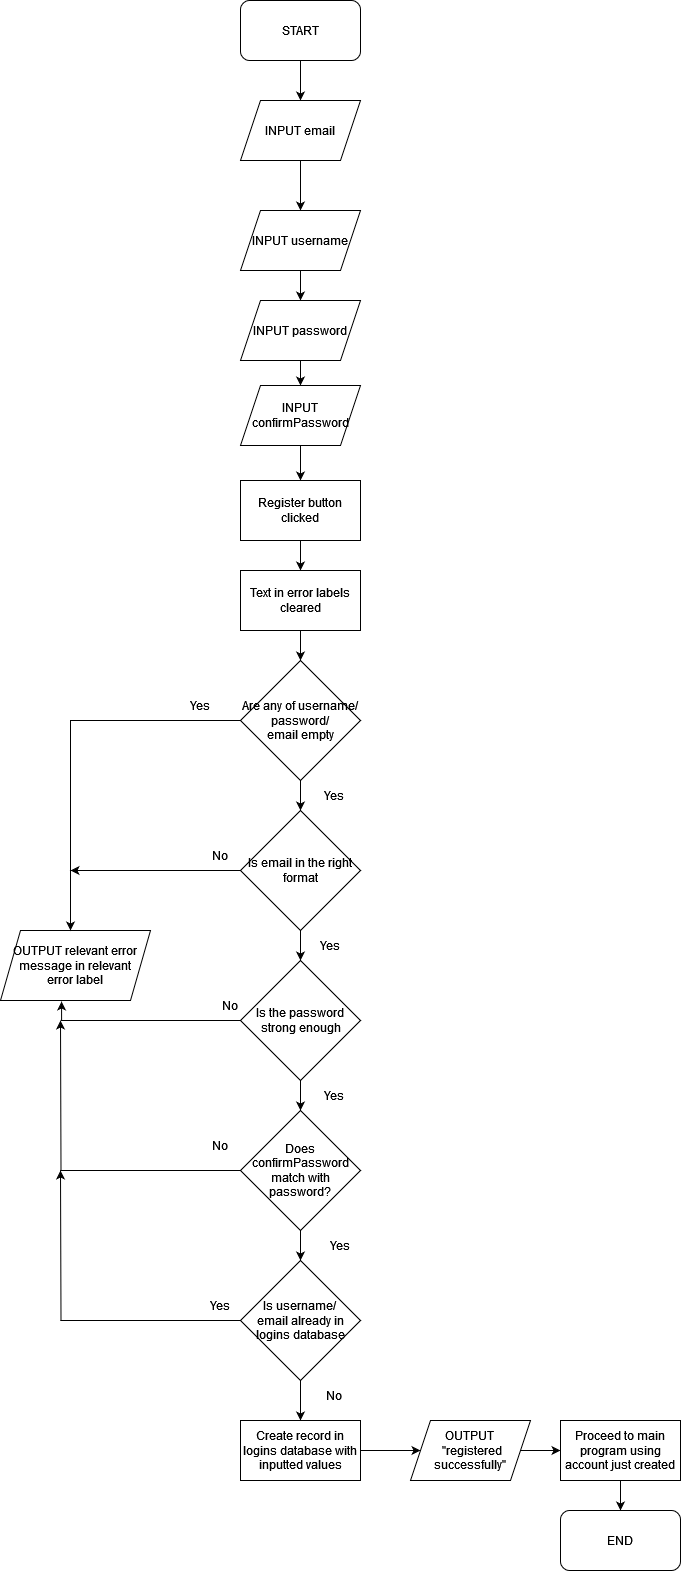 START
INPUT email
INPUT username
INPUT password
INPUT
confirmPassword
Register button
clicked
Text in error labels
cleared
Are any of username/
password/
email empty
Yes
Yes
Is email in the right
format
No
Yes
OUTPUT relevant error
message in relevant
error label
Is the password
strong enough
No
Yes
Does
confirmPassword
match with
password?
No
Yes
Is username/
email already in
logins database
Yes
No
Create record in
logins database with
inputted values
OUTPUT
"registered
successfully"
Proceed to main
program using
account just created
END